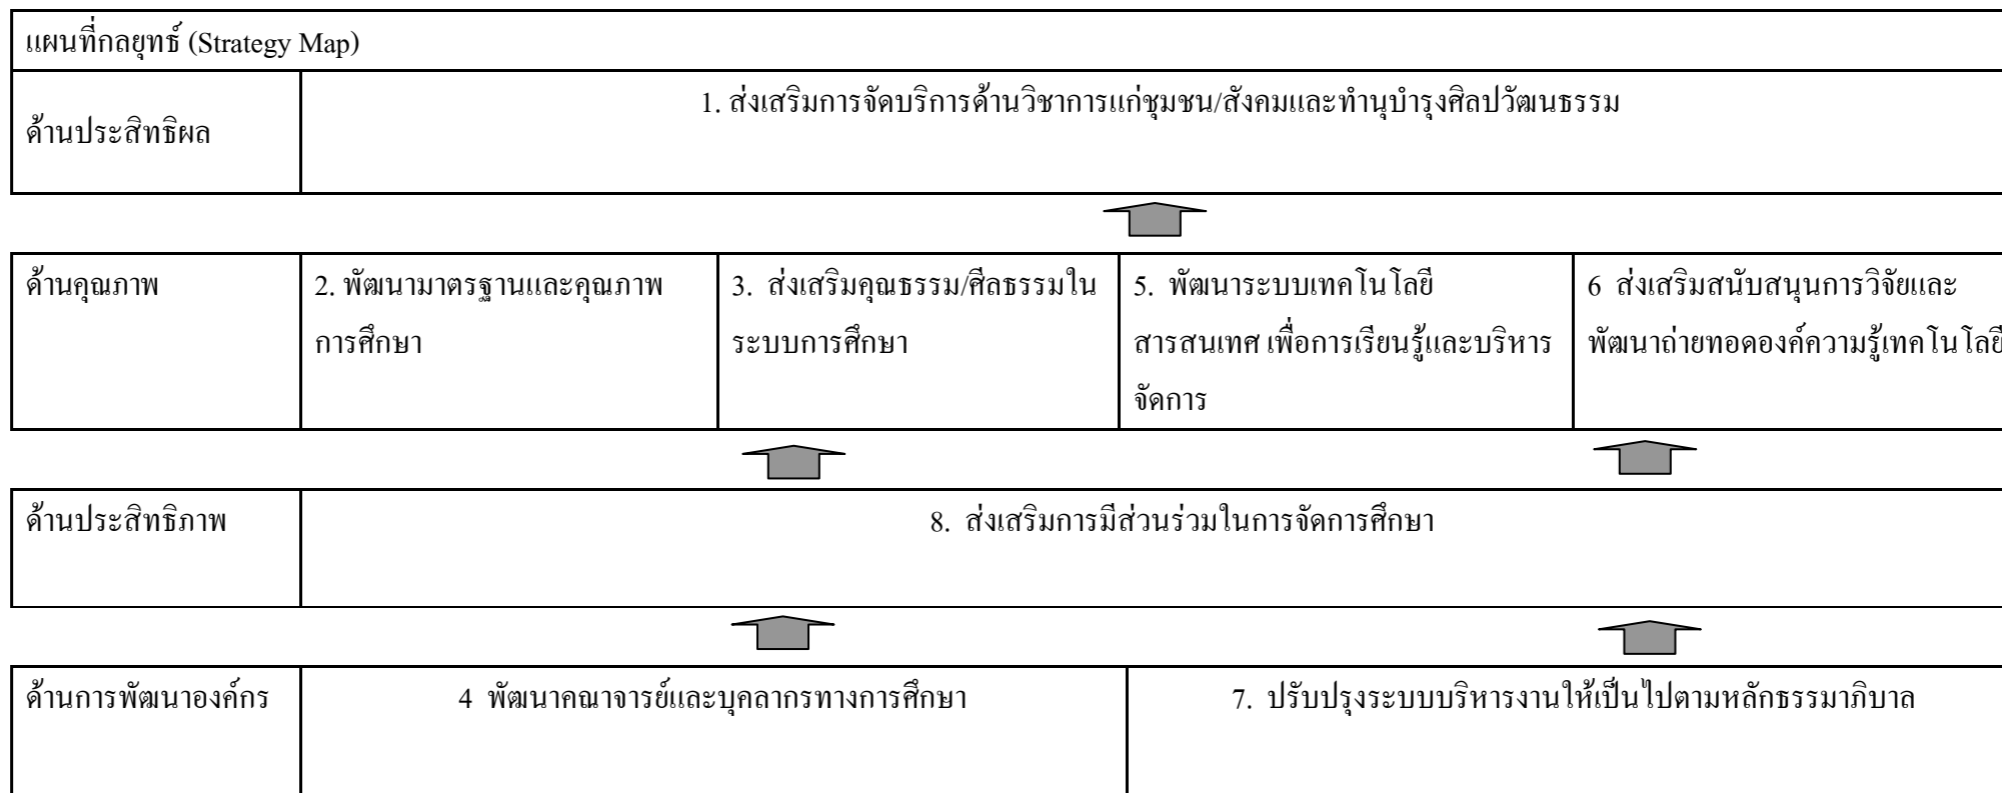 แผนที่กลยุทธ์ (Strategy Map)
ด้านประสิทธิผล
1. ส่งเสริมการจัดบริการด้านวิชาการแก่ชุมชน/สังคมและทำนุบำรุงศิลปวัฒนธรรม
ด้านคุณภาพ
2. พัฒนามาตรฐานและคุณภาพ
การศึกษา
3. ส่งเสริมคุณธรรม/ศีลธรรมใน
ระบบการศึกษา
5. พัฒนาระบบเทคโนโลยี
สารสนเทศ เพื่อการเรียนรู้และบริหาร
จัดการ
6 ส่งเสริมสนับสนุนการวิจัยและ
พัฒนาถ่ายทอดองค์ความรู้เทคโนโลยี
ด้านประสิทธิภาพ
8. ส่งเสริมการมีส่วนร่วมในการจัดการศึกษา
ด้านการพัฒนาองค์กร
4 พัฒนาคณาจารย์และบุคลากรทางการศึกษา
7. ปรับปรุงระบบบริหารงานให้เป็นไปตามหลักธรรมาภิบาล